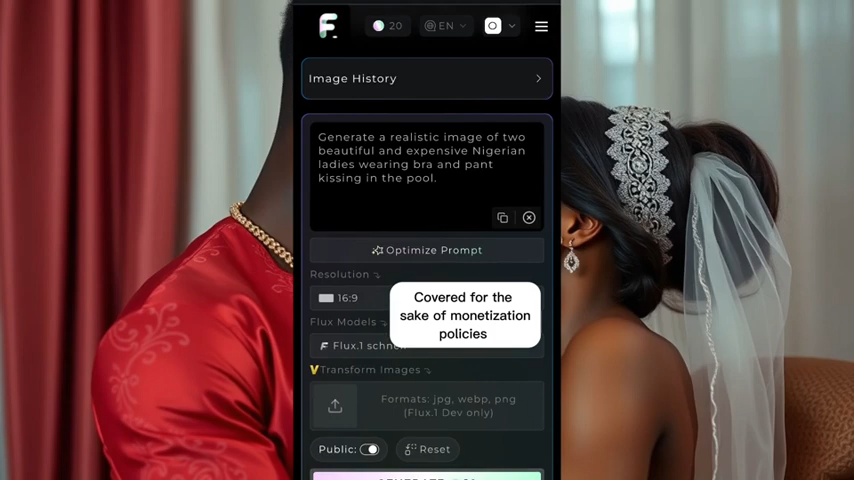 F.
20
EN
Image History
Generate a realistic image of two
beautiful and expensive Nigerian
ladies wearing bra and pant
kissing in the pool.
Optimize Prompt
Resolution
16:9
Covered for the
sake of monetization
policies
Flux Models
Flux.1 schne
Transform Images
Formats: jpg, webp, png
(Flux.1 Dev only)
Public:
Reset